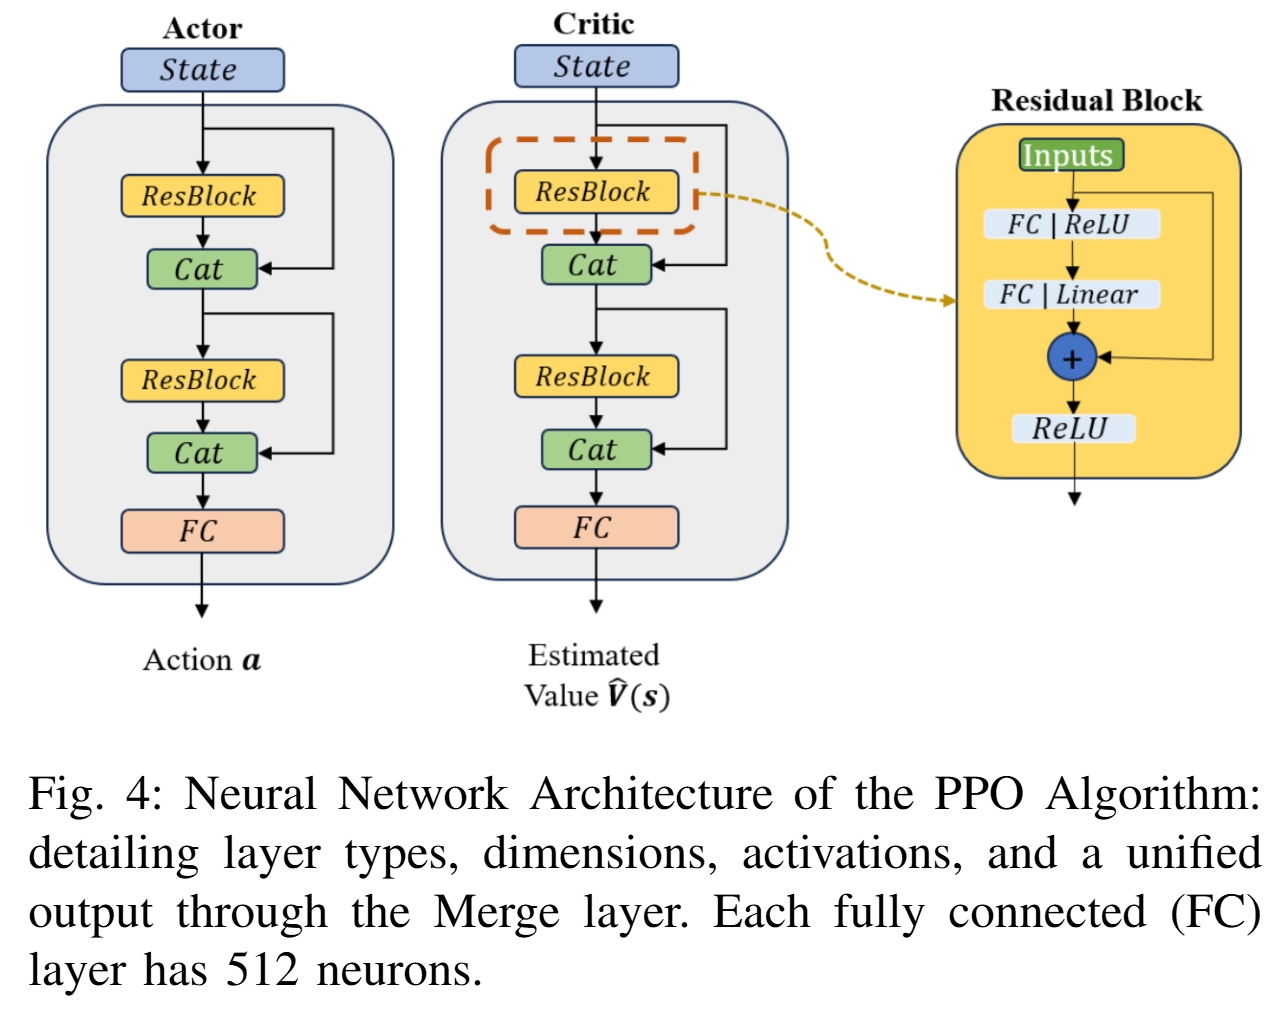 Actor
State
ResBlock
Cat
ResBlock
Cat
FC
Action a
Critic
State
ResBlock
Cat
ResBlock
Cat
FC
Estimated
Value V̂(s)
Residual Block
Inputs
FC | ReLU
FC | Linear
+
ReLU
Fig. 4: Neural Network Architecture of the PPO Algorithm:
detailing layer types, dimensions, activations, and a unified
output through the Merge layer. Each fully connected (FC)
layer has 512 neurons.